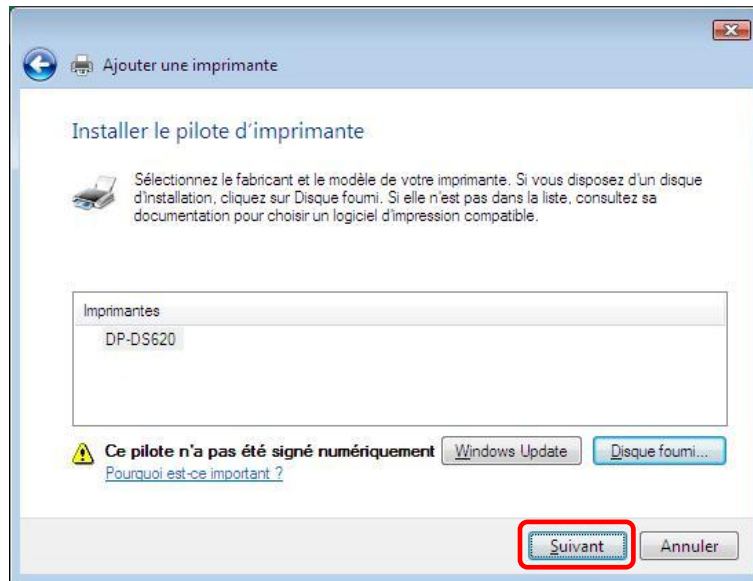 Ajouter une imprimante
Installer le pilote d'imprimante
Sélectionnez le fabricant et le modèle de votre imprimante. Si vous disposez d'un disque
d'installation, cliquez sur Disque fourni. Si elle n'est pas dans la liste, consultez sa
documentation pour choisir un logiciel d'impression compatible.
Imprimantes
DP-DS620
Ce pilote n'a pas été signé numériquement Windows Update Disque fourni...
Pourquoi est-ce important ?
Suivant Annuler